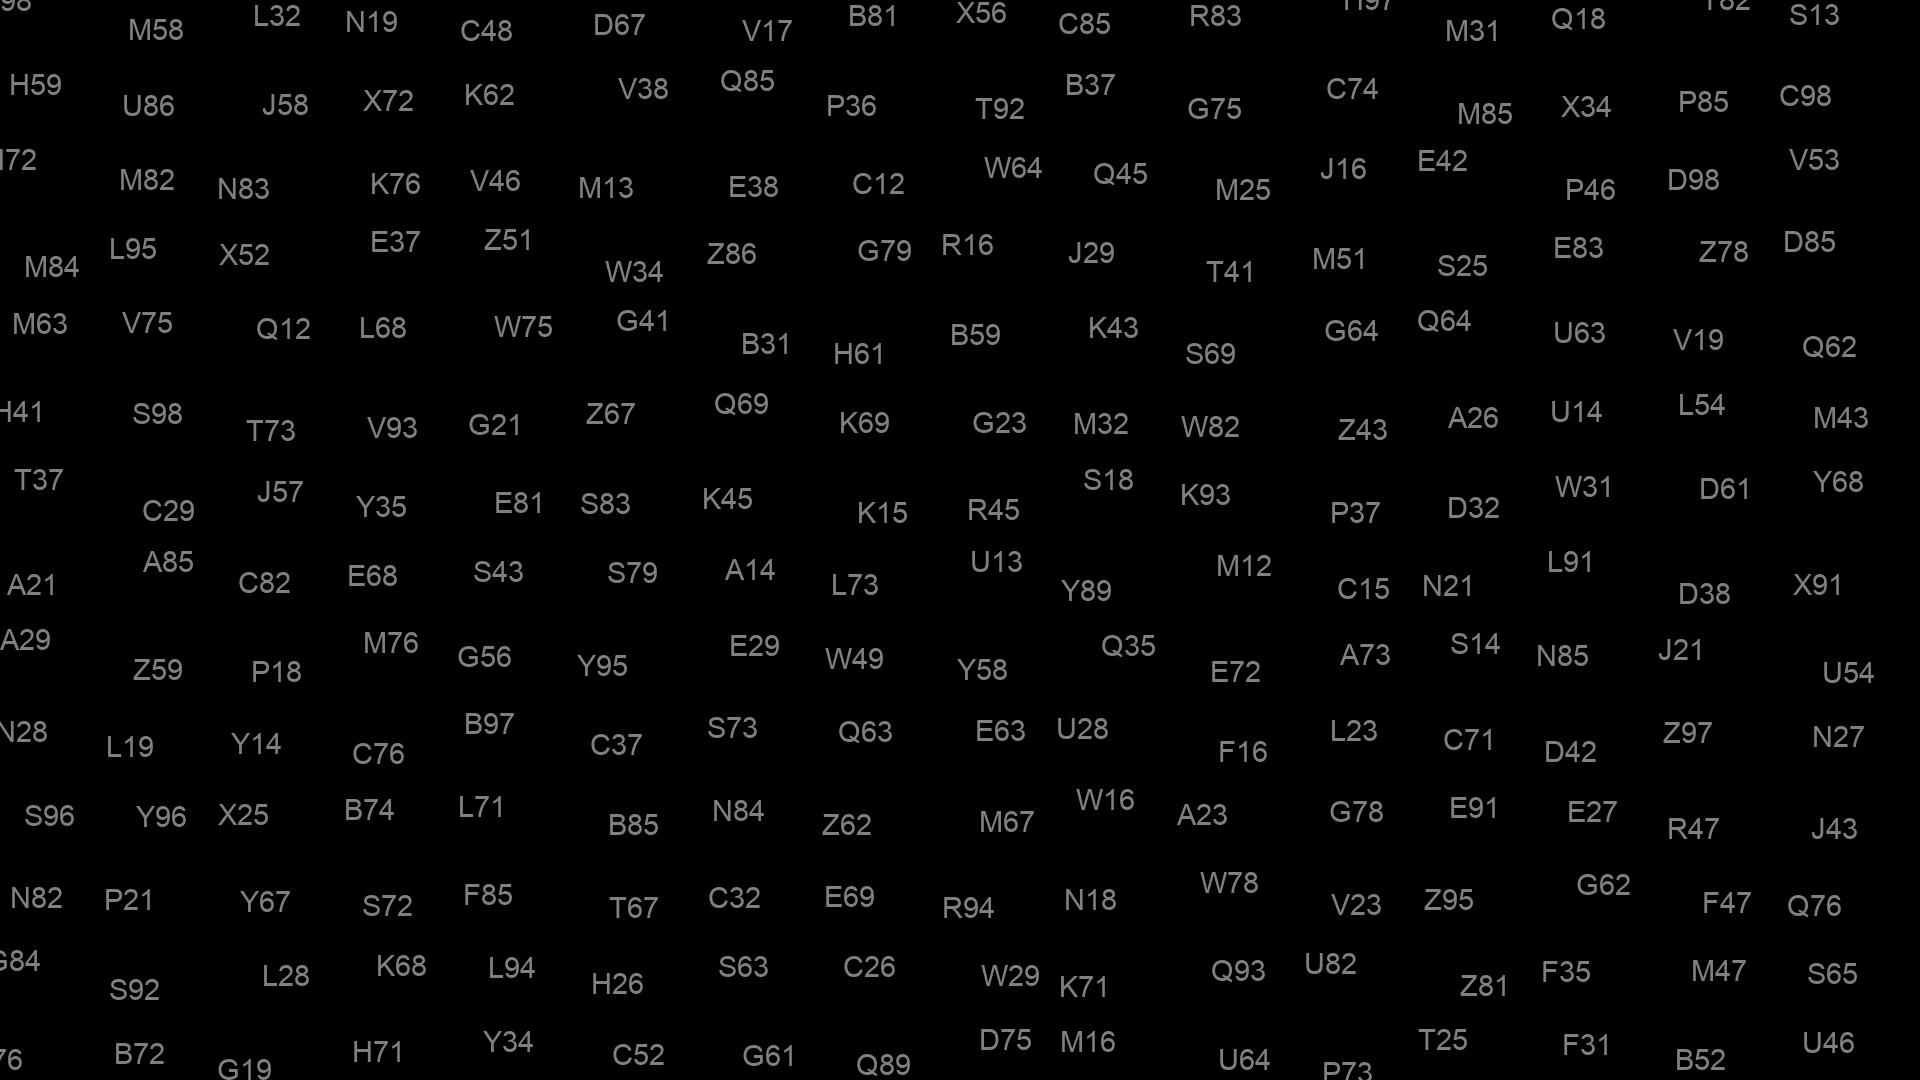 M58 L32 N19 C48 D67 V17 B81 X56 C85 R83 H97 M31 Q18 S13
H59 U86 J58 X72 K62 V38 Q85 P36 T92 B37 G75 C74 M85 X34 P85 C98
M82 N83 K76 V46 M13 E38 C12 W64 Q45 M25 J16 E42 P46 D98 V53
M84 L95 X52 E37 Z51 W34 Z86 G79 R16 J29 T41 M51 S25 E83 Z78 D85
M63 V75 Q12 L68 W75 G41 B31 H61 B59 K43 S69 G64 Q64 U63 V19 Q62
H41 S98 T73 V93 G21 Z67 Q69 K69 G23 M32 W82 Z43 A26 U14 L54 M43
T37 C29 J57 Y35 E81 S83 K45 K15 R45 S18 K93 P37 D32 W31 D61 Y68
A21 A85 C82 E68 S43 S79 A14 L73 U13 Y89 M12 C15 N21 L91 D38 X91
A29 Z59 P18 M76 G56 Y95 E29 W49 Y58 Q35 E72 A73 S14 N85 J21 U54
N28 L19 Y14 C76 B97 C37 S73 Q63 E63 U28 F16 L23 C71 D42 Z97 N27
S96 Y96 X25 B74 L71 B85 N84 Z62 M67 W16 A23 G78 E91 E27 R47 J43
N82 P21 Y67 S72 F85 T67 C32 E69 R94 N18 W78 V23 Z95 G62 F47 Q76
G84 S92 L28 K68 L94 H26 S63 C26 W29 K71 Q93 U82 Z81 F35 M47 S65
B72 G19 H71 Y34 C52 G61 Q89 D75 M16 U64 P73 T25 F31 B52 U46